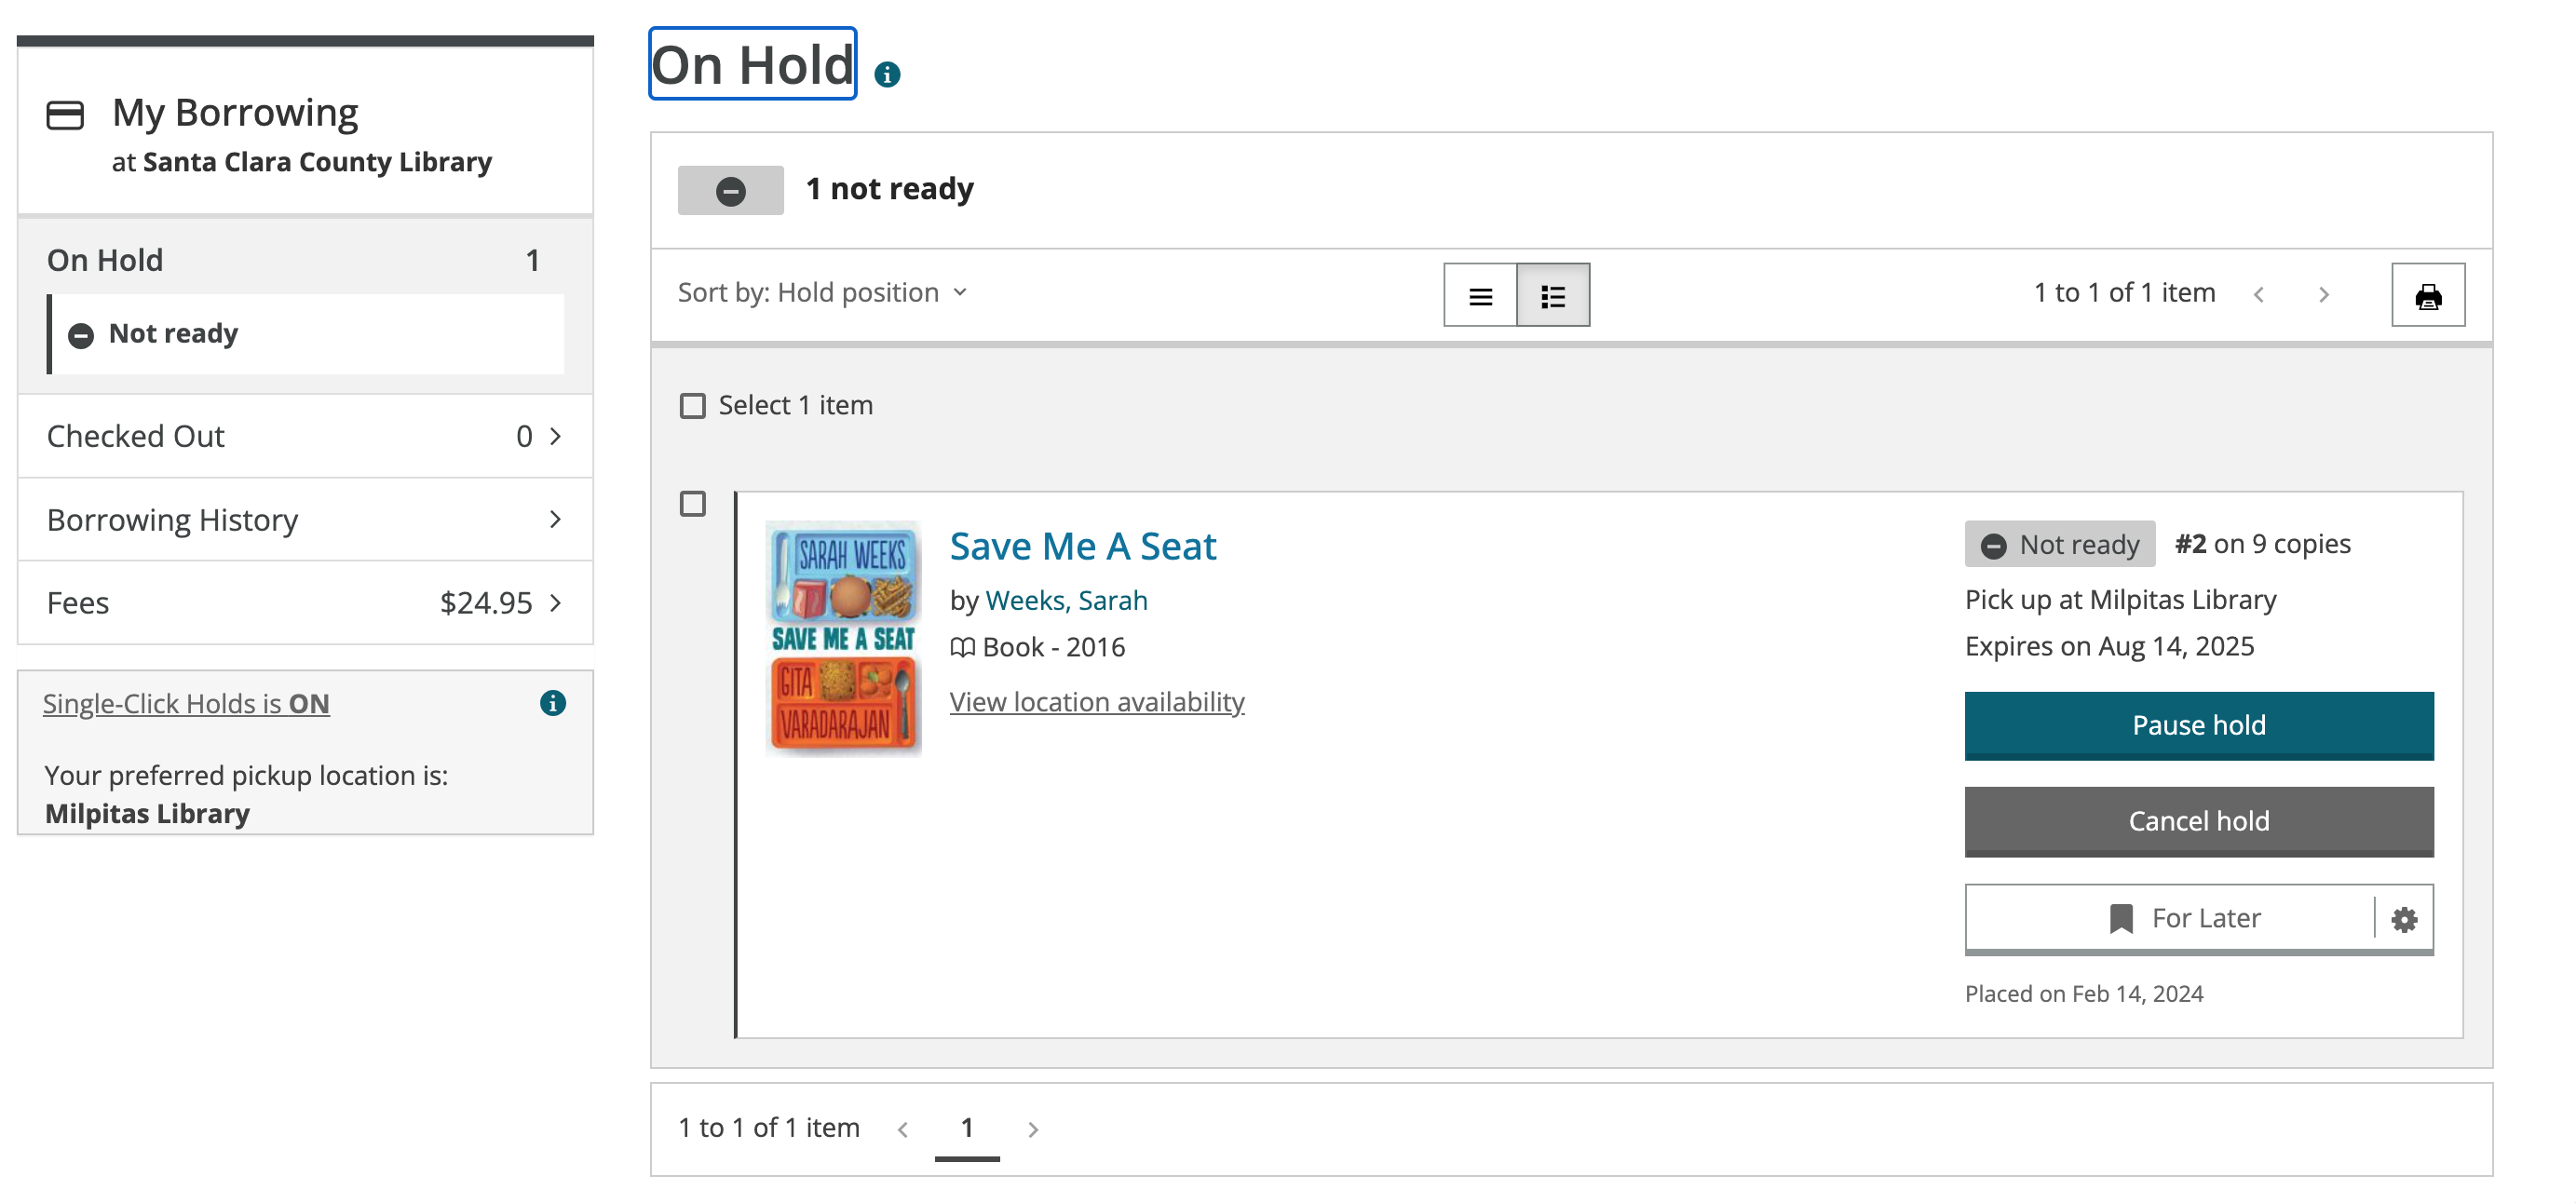 My Borrowing
at Santa Clara County Library
On Hold 1
Not ready
Checked Out 0
Borrowing History
Fees $24.95
Single-Click Holds is ON
Your preferred pickup location is:
Milpitas Library
On Hold
1 not ready
Sort by: Hold position
1 to 1 of 1 item
Select 1 item
SARAH WEEKS
SAVE ME A SEAT
GITA
VARADARAJAN
Save Me A Seat
by Weeks, Sarah
Book - 2016
View location availability
Not ready #2 on 9 copies
Pick up at Milpitas Library
Expires on Aug 14, 2025
Pause hold
Cancel hold
For Later
Placed on Feb 14, 2024
1 to 1 of 1 item 1